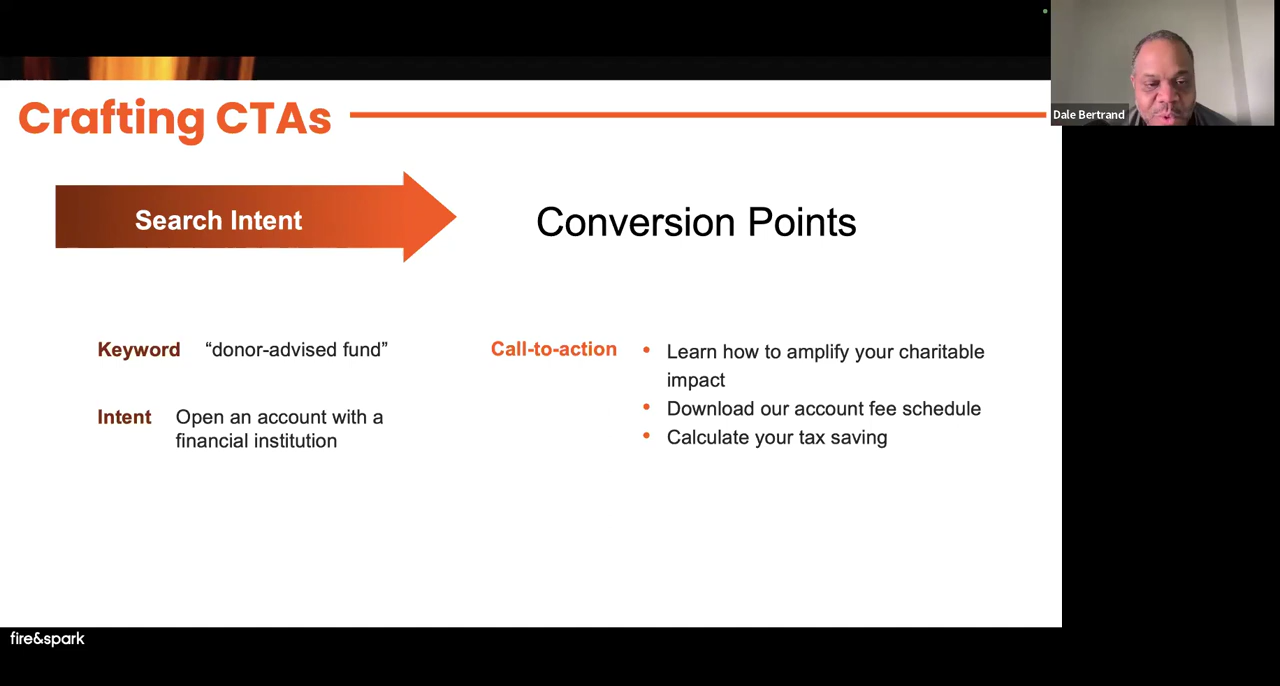 Dale Bertrand
Crafting CTAs
Search Intent
Conversion Points
Keyword “donor-advised fund”
Intent Open an account with a
financial institution
Call-to-action • Learn how to amplify your charitable
impact
• Download our account fee schedule
• Calculate your tax saving
fire&spark